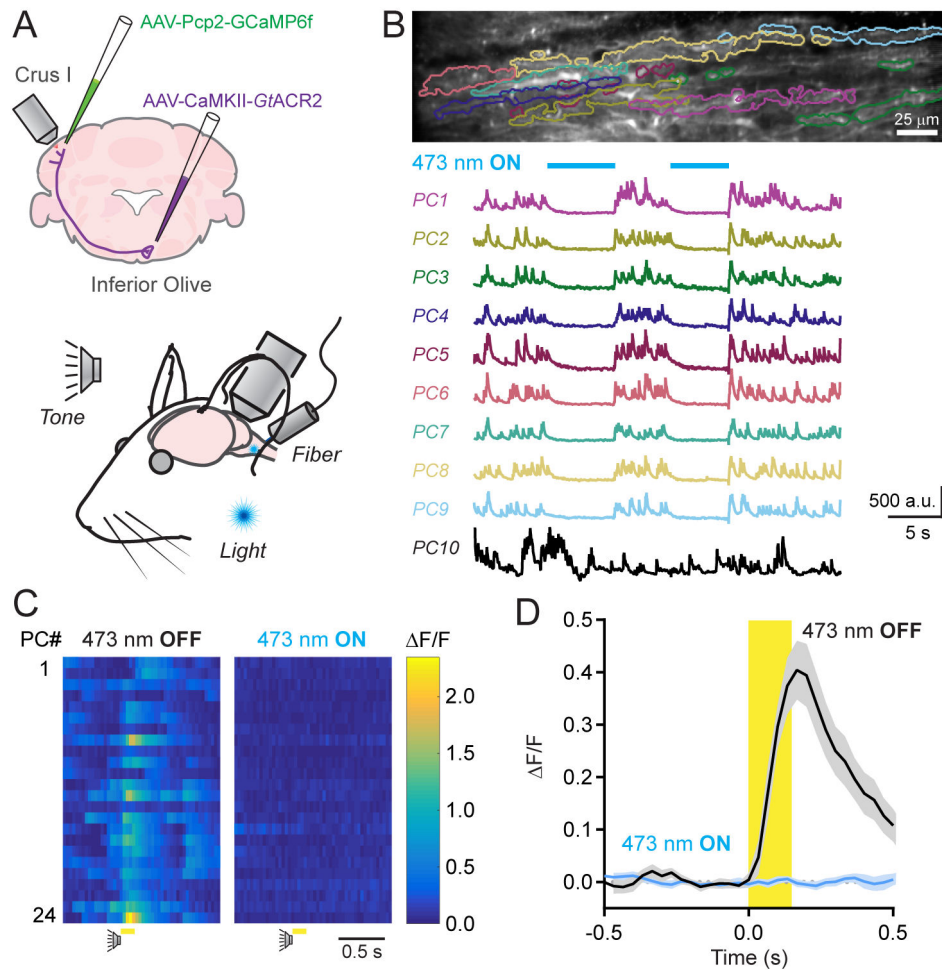 A
AAV-Pcp2-GCaMP6f
Crus I
AAV-CaMKII-GtACR2
Inferior Olive
Tone
Fiber
Light
B
25 µm
473 nm ON
PC1
PC2
PC3
PC4
PC5
PC6
PC7
PC8
PC9
PC10
500 a.u.
5 s
C
PC#
473 nm OFF
473 nm ON
ΔF/F
1
24
2.0
1.5
1.0
0.5
0.0
0.5 s
D
0.5
0.4
0.3
0.2
0.1
0.0
ΔF/F
473 nm OFF
473 nm ON
-0.5
0.0
0.5
Time (s)